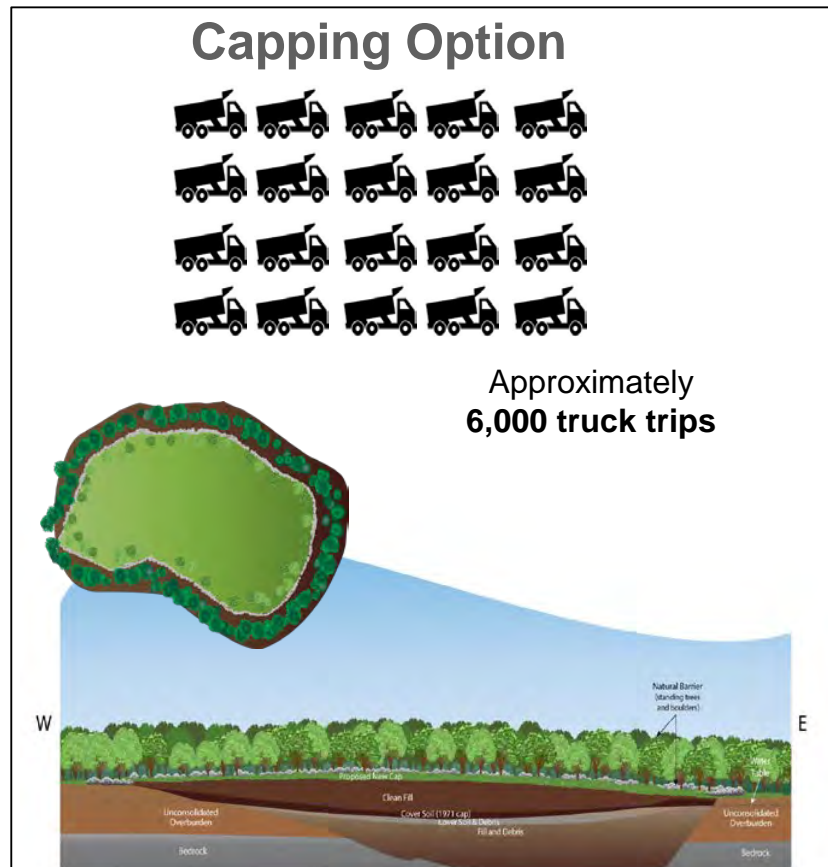 Capping Option
Approximately
6,000 truck trips
Natural Barrier
(standing trees
and boulders)
W
E
Water
Table
Proposed New Cap
Clean Fill
Cover Soil (1971 cap)
Cover Soil & Debris
Fill and Debris
Unconsolidated
Overburden
Unconsolidated
Overburden
Bedrock
Bedrock